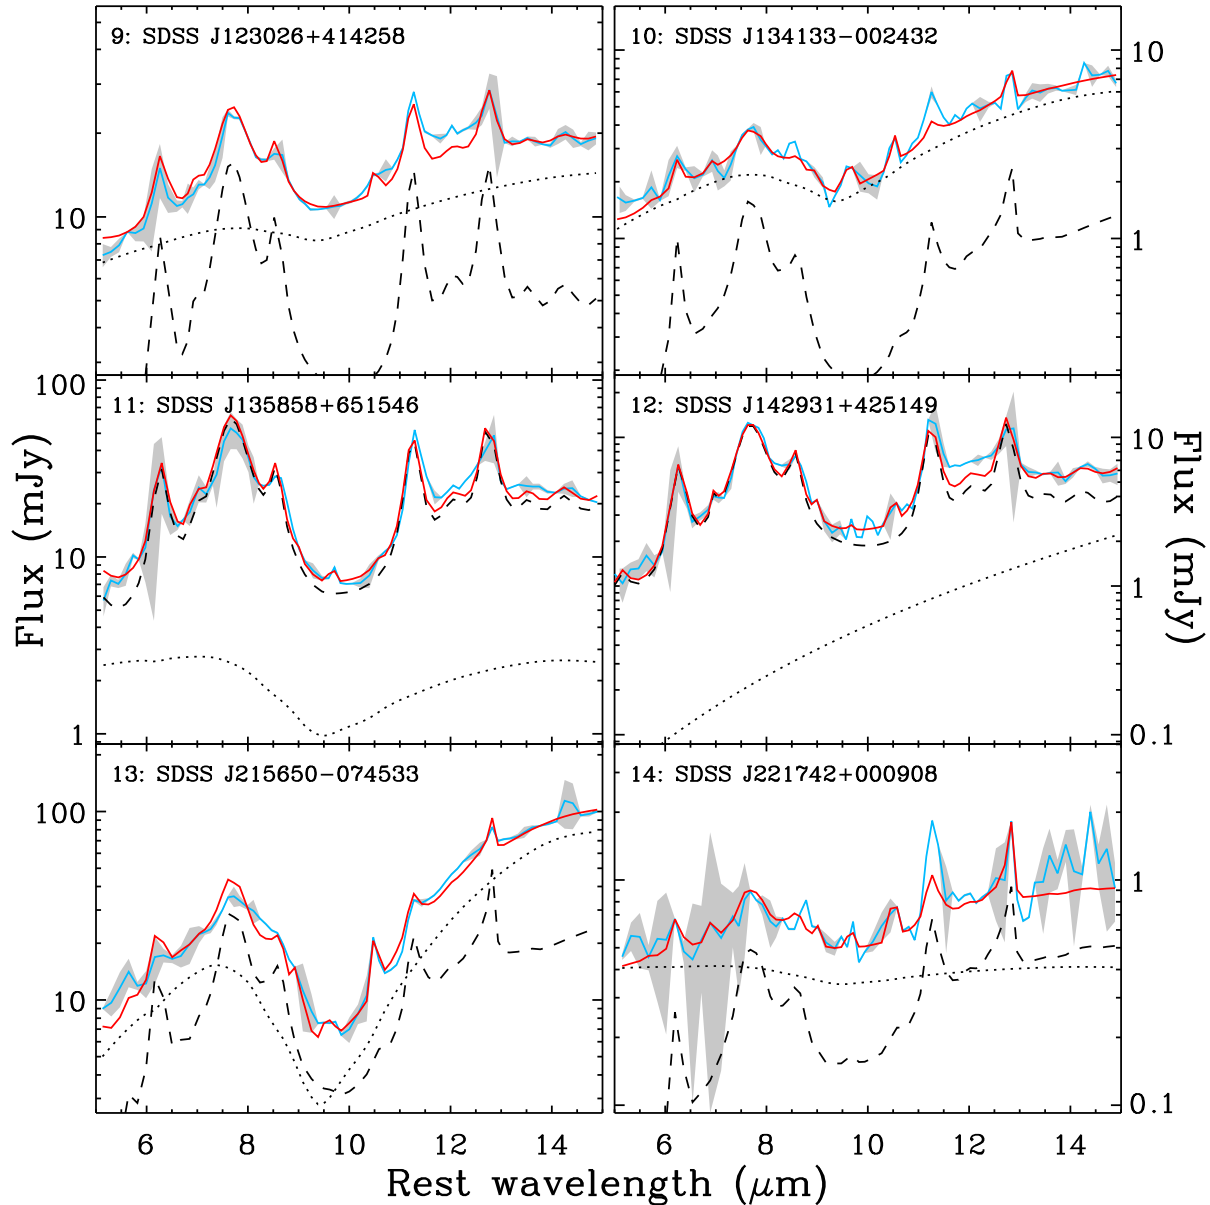 9: SDSS J123026+414258
10: SDSS J134133−002432
10
10
1
11: SDSS J135858+651546
12: SDSS J142931+425149
100
10
1
10
1
0.1
Flux (mJy)
Flux (mJy)
13: SDSS J215650−074533
14: SDSS J221742+000908
100
10
1
0.1
6 8 10 12 14
6 8 10 12 14
Rest wavelength (μm)